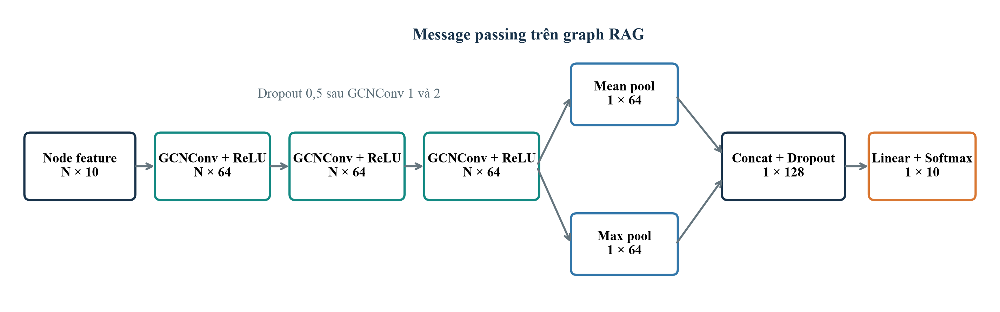 Message passing trên graph RAG
Dropout 0,5 sau GCNConv 1 và 2
Node feature
N × 10
GCNConv + ReLU
N × 64
GCNConv + ReLU
N × 64
GCNConv + ReLU
N × 64
Mean pool
1 × 64
Max pool
1 × 64
Concat + Dropout
1 × 128
Linear + Softmax
1 × 10